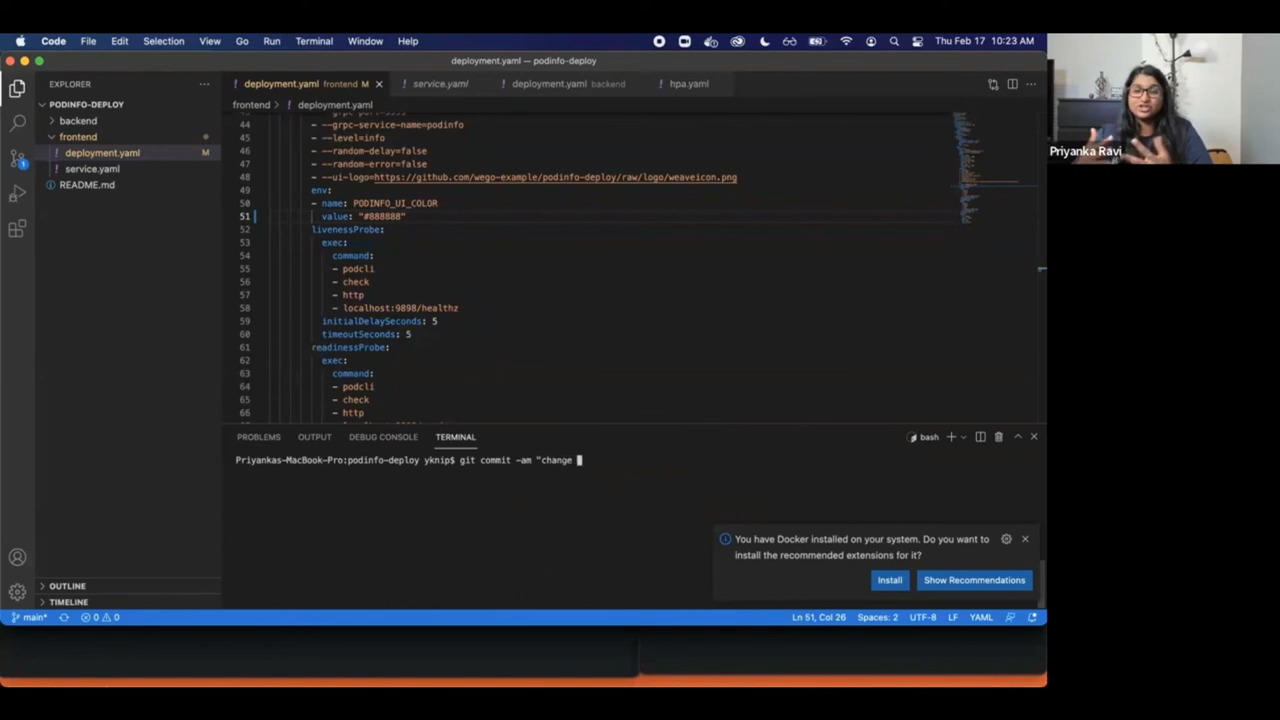 Code File Edit Selection View Go Run Terminal Window Help Thu Feb 17 10:23 AM
deployment.yaml — podinfo-deploy
EXPLORER
deployment.yaml frontend M
service.yaml
deployment.yaml backend
hpa.yaml
PODINFO-DEPLOY
backend
frontend
deployment.yaml M
service.yaml
README.md
frontend > deployment.yaml
44 - --grpc-service-name=podinfo
45 - --level=info
46 - --random-delay=false
47 - --random-error=false
48 - --ui-logo=https://github.com/wego-example/podinfo-deploy/raw/logo/weaveicon.png
49 env:
50 - name: PODINFO_UI_COLOR
51 value: "#888888"
52 livenessProbe:
53 exec:
54 command:
55 - podcli
56 - check
57 - http
58 - localhost:9898/healthz
59 initialDelaySeconds: 5
60 timeoutSeconds: 5
61 readinessProbe:
62 exec:
63 command:
64 - podcli
65 - check
66 - http
PROBLEMS OUTPUT DEBUG CONSOLE TERMINAL
bash
Priyankas-MacBook-Pro:podinfo-deploy yknip$ git commit -am "change
You have Docker installed on your system. Do you want to
install the recommended extensions for it?
Install
Show Recommendations
OUTLINE
TIMELINE
main* 0 0 Ln 51, Col 26 Spaces: 2 UTF-8 LF YAML
1
Priyanka Ravi